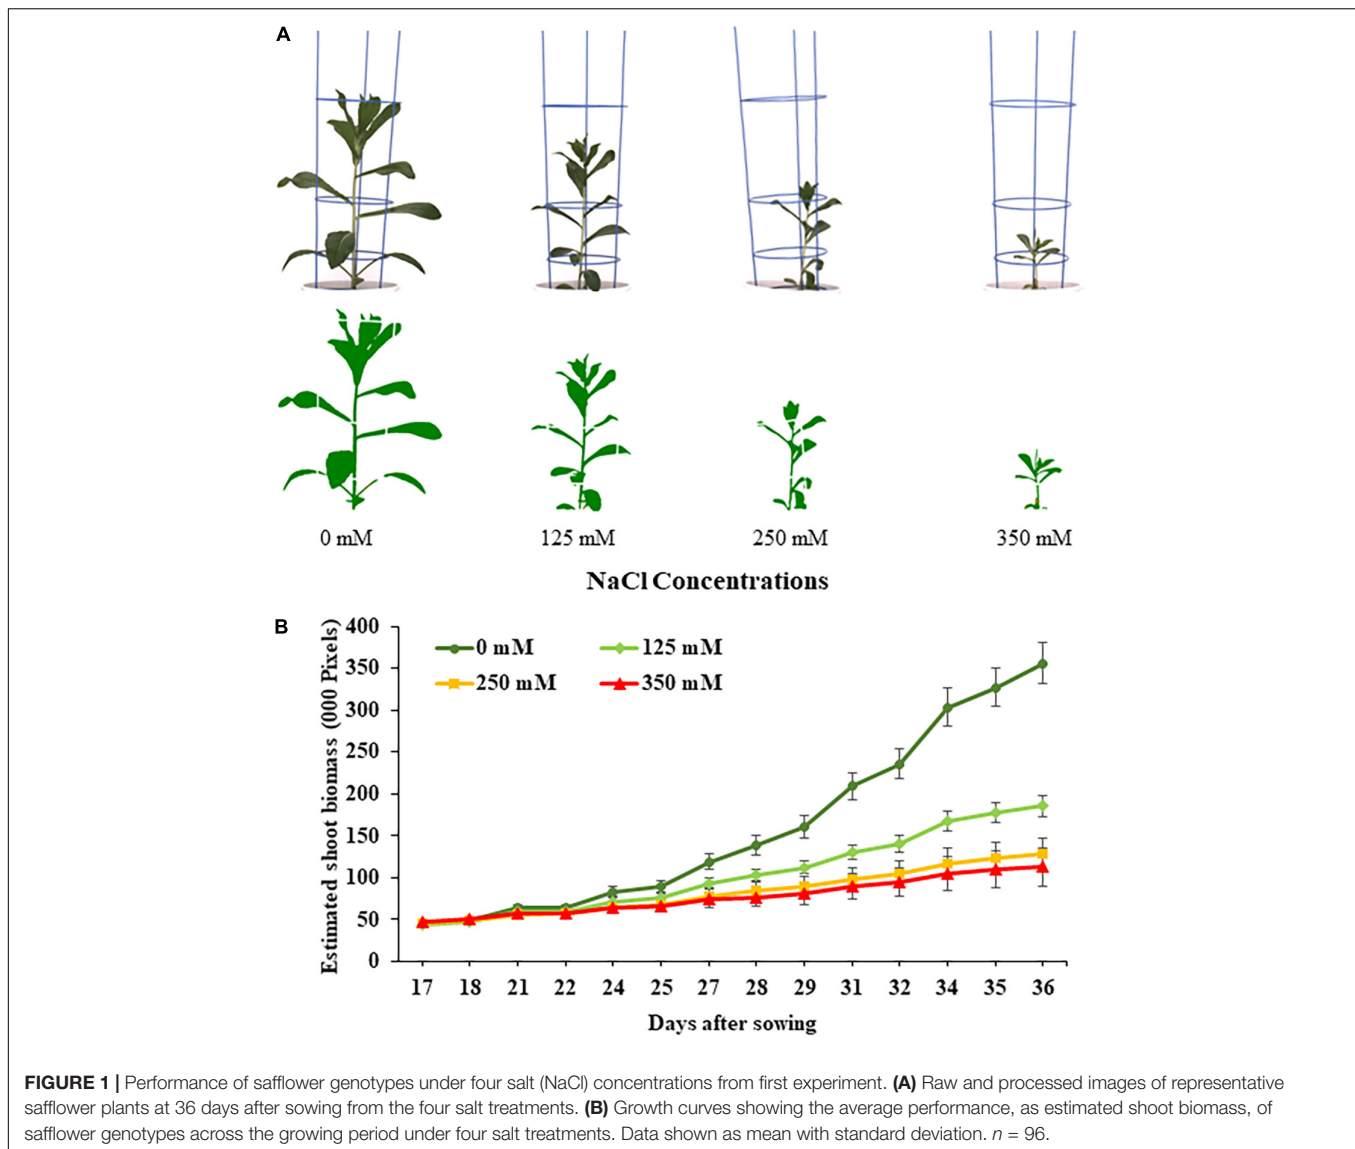 A
0 mM
125 mM
250 mM
350 mM
NaCl Concentrations
B
Estimated shoot biomass (000 Pixels)
400
350
300
250
200
150
100
50
0
0 mM
125 mM
250 mM
350 mM
17 18 21 22 24 25 27 28 29 31 32 34 35 36
Days after sowing
FIGURE 1 | Performance of safflower genotypes under four salt (NaCl) concentrations from first experiment. (A) Raw and processed images of representative
safflower plants at 36 days after sowing from the four salt treatments. (B) Growth curves showing the average performance, as estimated shoot biomass, of
safflower genotypes across the growing period under four salt treatments. Data shown as mean with standard deviation. n = 96.